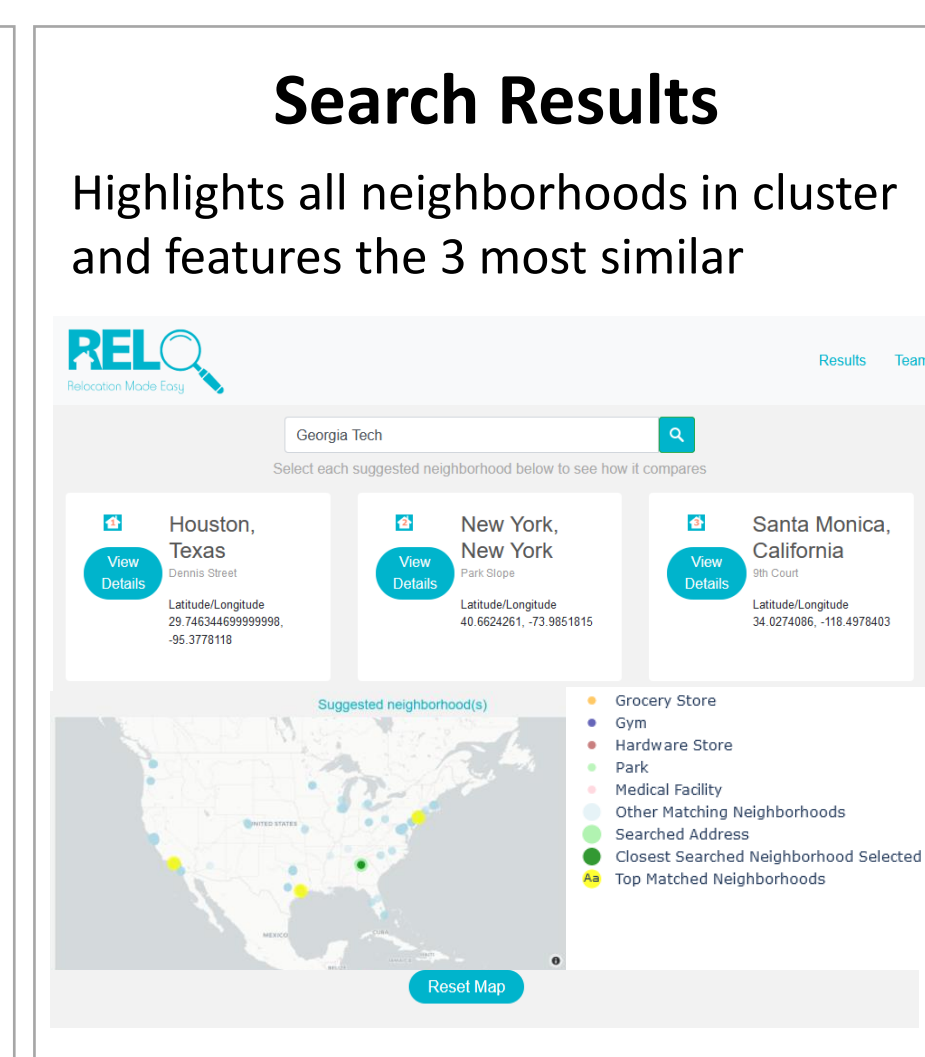 Search Results
Highlights all neighborhoods in cluster
and features the 3 most similar
REL
Relocation Made Easy
Results Team
Georgia Tech
Select each suggested neighborhood below to see how it compares
1
Houston,
Texas
Dennis Street
View
Details
Latitude/Longitude
29.746344699999998,
-95.3778118
2
New York,
New York
Park Slope
View
Details
Latitude/Longitude
40.6624261, -73.9851815
3
Santa Monica,
California
9th Court
View
Details
Latitude/Longitude
34.0274086, -118.4978403
Suggested neighborhood(s)
UNITED STATES
MEXICO
CUBA
Grocery Store
Gym
Hardware Store
Park
Medical Facility
Other Matching Neighborhoods
Searched Address
Closest Searched Neighborhood Selected
Aa Top Matched Neighborhoods
Reset Map